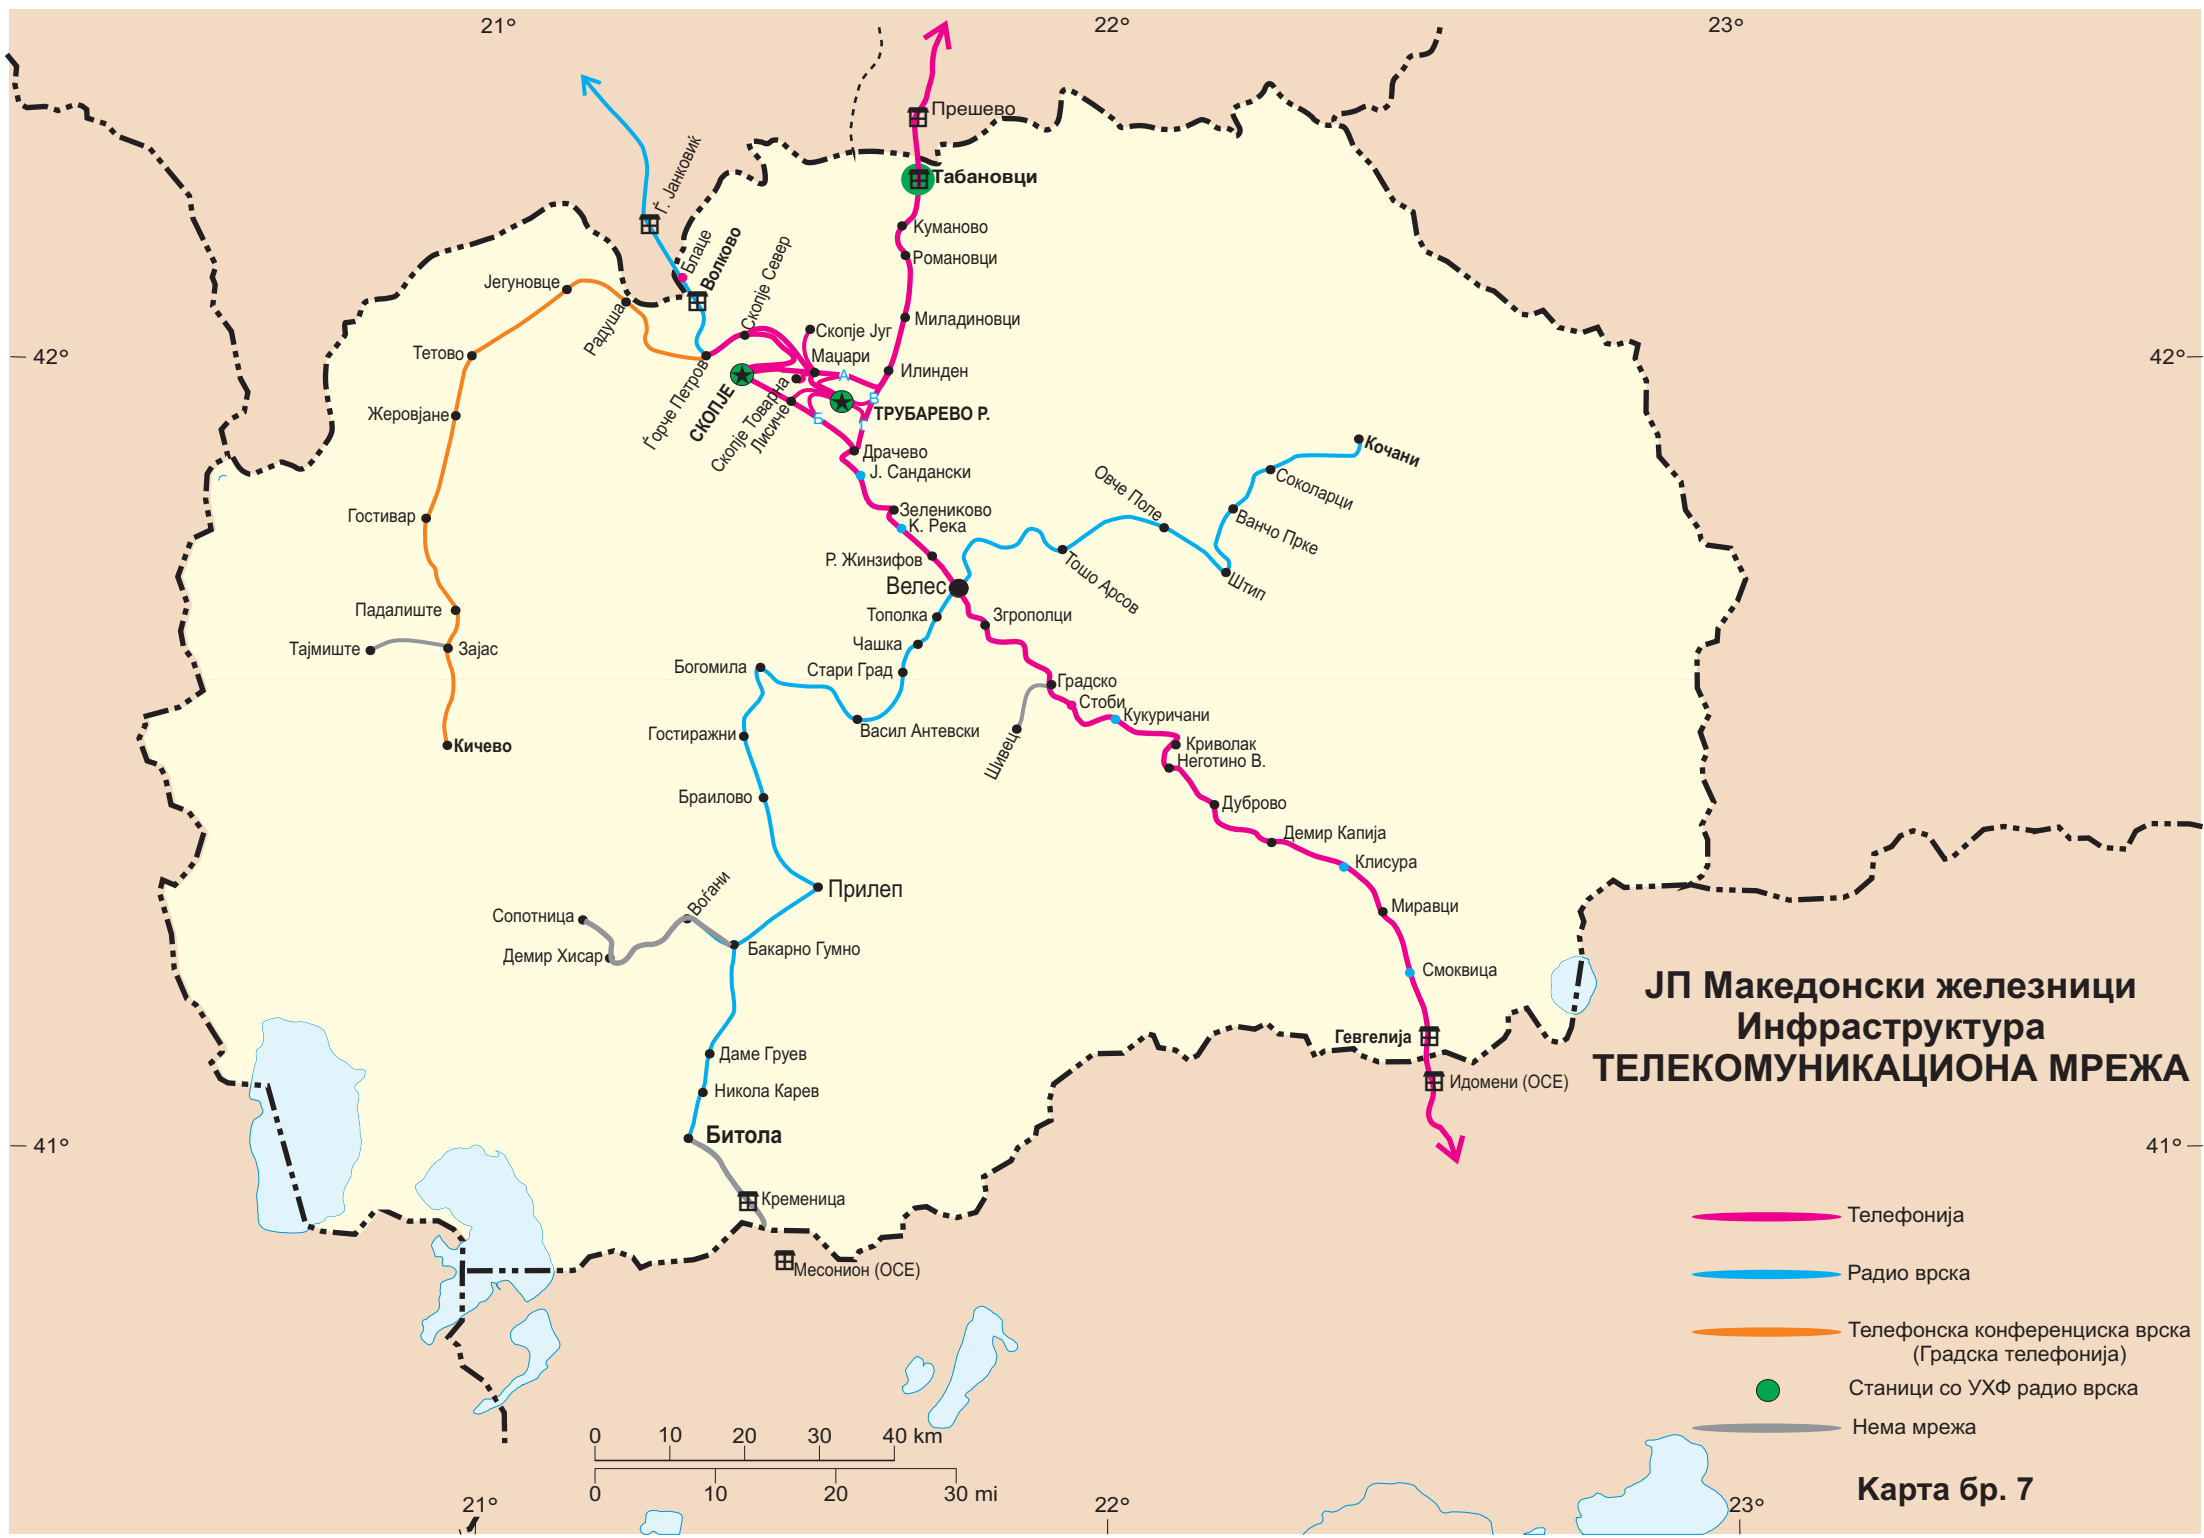 21°
22°
23°
Прешево
Табановци
Ѓ. Јанковиќ
Блаце
Волково
Куманово
Романовци
Јегуновце
Радуша
Скопје Север
Скопје Југ
Миладиновци
42°
42°
Тетово
Маџари
А
Илинден
Ѓорче Петров
СКОПЈЕ
Скопје Товарна
Лисиче
Б
В
Г
ТРУБАРЕВО Р.
Жеровјане
Драчево
Ј. Сандански
Кочани
Соколарци
Овче Поле
Ванчо Прке
Гостивар
Зелениково
К. Река
Р. Жинзифов
Тошо Арсов
Штип
Велес
Падалиште
Тополка
Згрополци
Тајмиште
Зајас
Чашка
Богомила
Стари Град
Градско
Стоби
Кукуричани
Васил Антевски
Шивец
Гостиражни
Кичево
Криволак
Неготино В.
Браилово
Дуброво
Демир Капија
Клисура
Прилеп
Воѓани
Сопотница
Миравци
Демир Хисар
Бакарно Гумно
Смоквица
ЈП Македонски железници
Инфраструктура
ТЕЛЕКОМУНИКАЦИОНА МРЕЖА
Гевгелија
Даме Груев
Идомени (ОСЕ)
Никола Карев
Битола
41°
41°
Кременица
Месонион (ОСЕ)
Телефонија
Радио врска
Телефонска конференциска врска
(Градска телефонија)
Станици со УХФ радио врска
Нема мрежа
0 10 20 30 40 km
0 10 20 30 mi
Карта бр. 7
21°
22°
23°